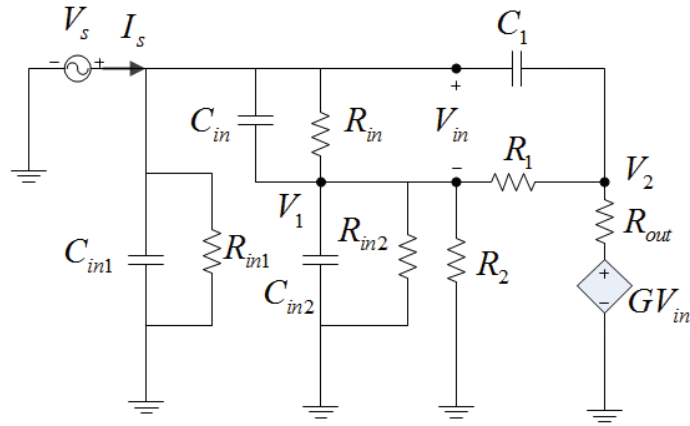 V_s
I_s
C_1
C_in
R_in
V_in
R_1
V_2
V_1
R_in2
R_out
C_in1
R_in1
C_in2
R_2
GV_in